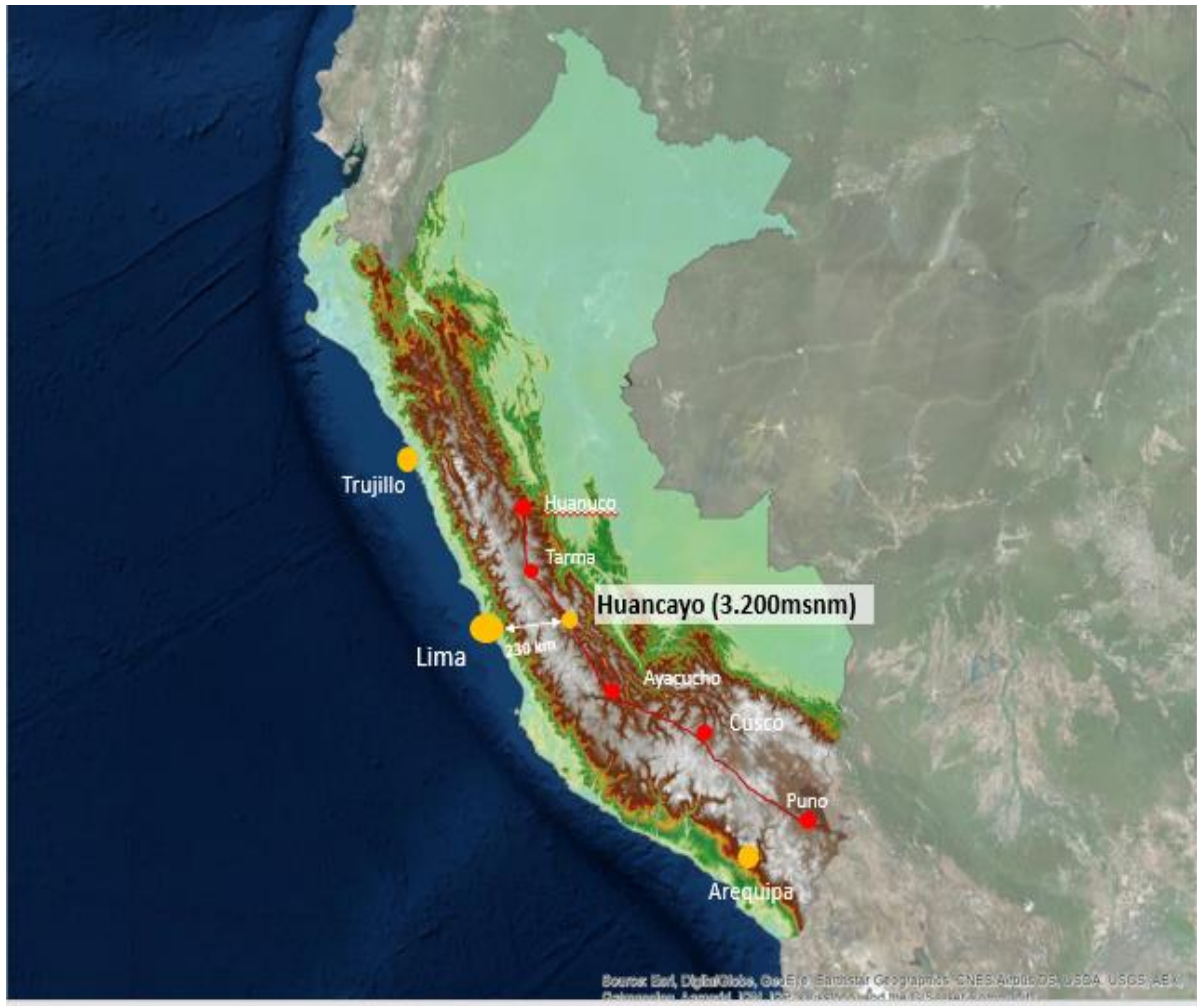 Trujillo
Huanuco
Tarma
Huancayo (3.200msnm)
Lima
230 km
Ayacucho
Cusco
Puno
Arequipa
Source: Esri, DigitalGlobe, GeoEye, Earthstar Geographics, CNES/Airbus DS, USDA, USGS, AEX,